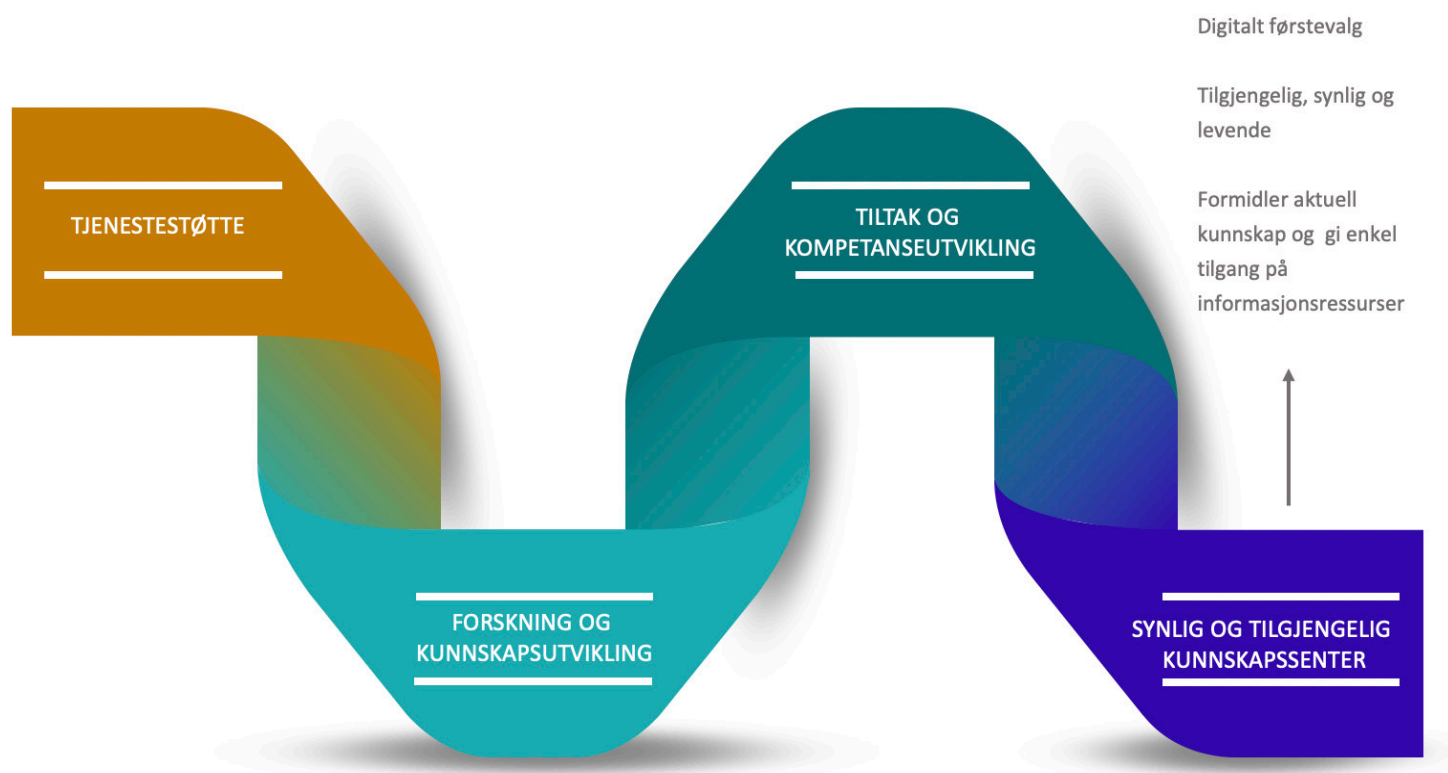 TJENESTESTØTTE
FORSKNING OG
KUNNSKAPSUTVIKLING
TILTAK OG
KOMPETANSEUTVIKLING
Digitalt førstevalg
Tilgjengelig, synlig og
levende
Formidler aktuell
kunnskap og  gi enkel
tilgang på
informasjonsressurser
SYNLIG OG TILGJENGELIG
KUNNSKAPSSENTER